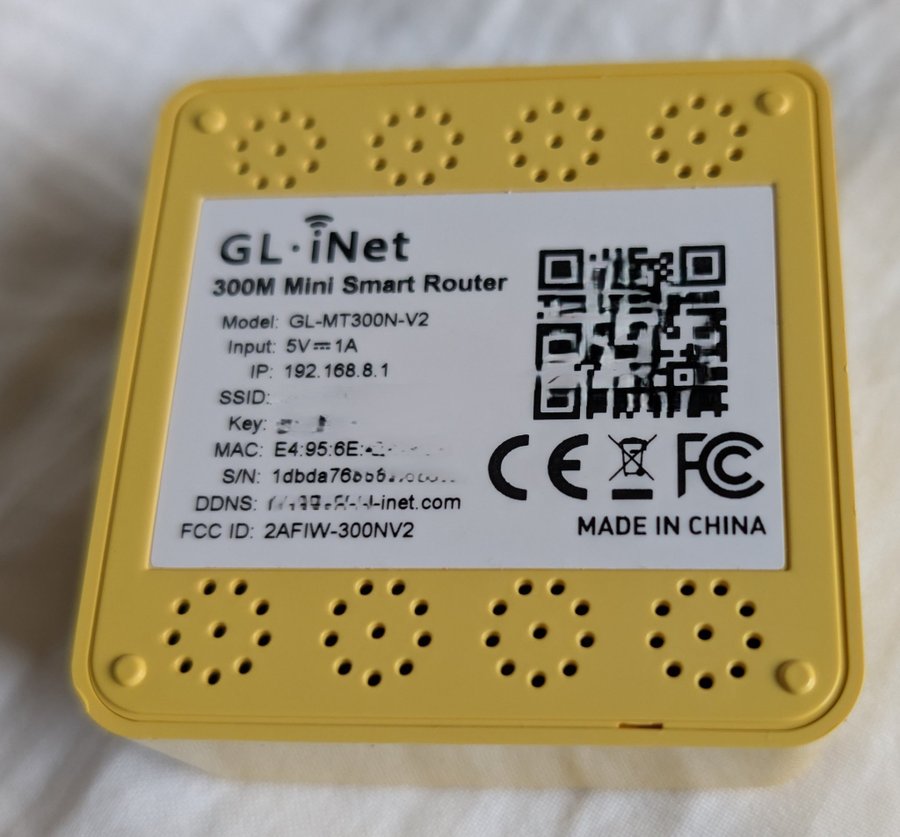 GL·iNet
300M Mini Smart Router
Model: GL-MT300N-V2
Input: 5V⎓1A
IP: 192.168.8.1
SSID:
Key:
MAC: E4:95:6E:
S/N:
DDNS:
FCC ID: 2AFIW-300NV2
CE FC
MADE IN CHINA